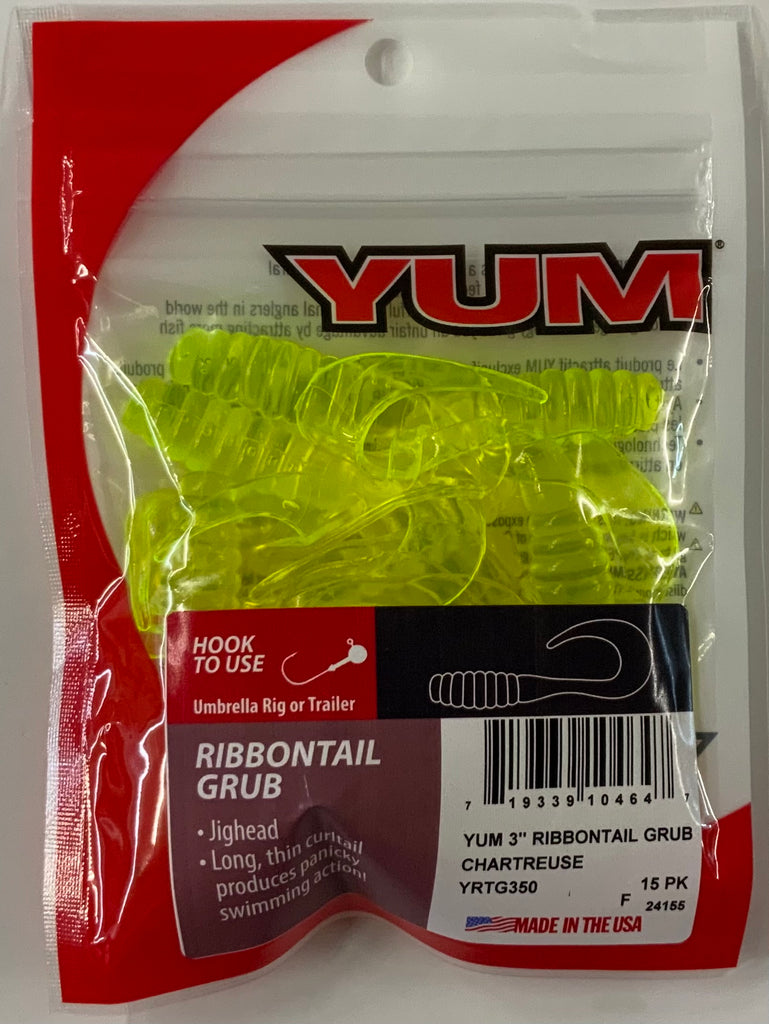 YUM®
HOOK
TO USE
Umbrella Rig or Trailer
RIBBONTAIL
GRUB
• Jighead
• Long, thin curltail
produces panicky
swimming action!
7 19339 10464 7
YUM 3" RIBBONTAIL GRUB
CHARTREUSE
YRTG350 15 PK
F 24155
MADE IN THE USA